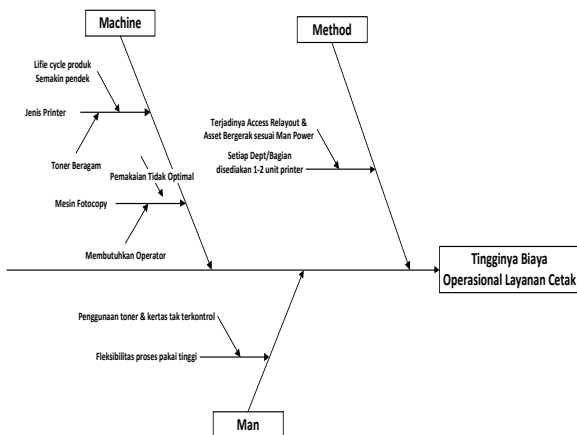 Machine
Method
Lifie cycle produk
Semakin pendek
Jenis Printer
Toner Beragam
Pemakaian Tidak Optimal
Mesin Fotocopy
Membutuhkan Operator
Terjadinya Access Relayout &
Asset Bergerak sesuai Man Power
Setiap Dept/Bagian
disediakan 1-2 unit printer
Tingginya Biaya
Operasional Layanan Cetak
Penggunaan toner & kertas tak terkontrol
Fleksibilitas proses pakai tinggi
Man